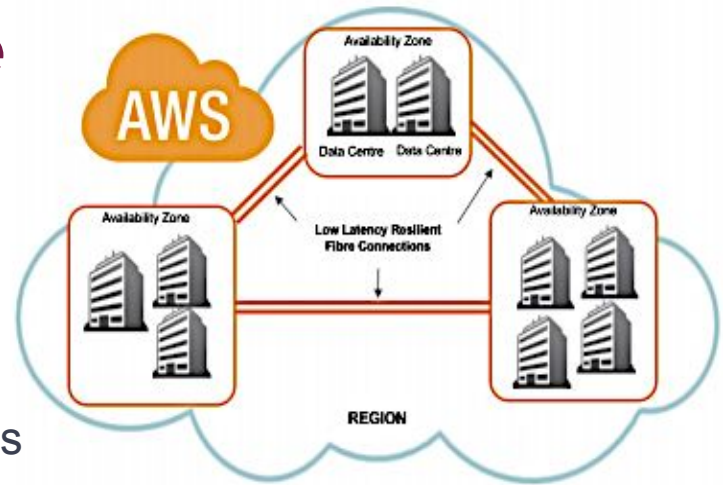 e
AWS
Availability Zone
Data Centre Data Centre
Availability Zone
Availability Zone
Low Latency Resilient
Fibre Connections
REGION
s